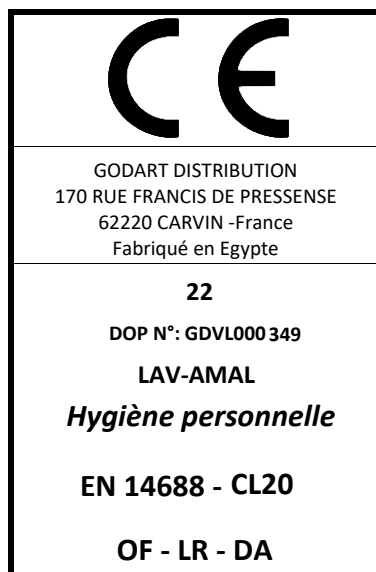 CE
GODART DISTRIBUTION
170 RUE FRANCIS DE PRESSENSE
62220 CARVIN -France
Fabriqué en Egypte
22
DOP N°: GDVL000 349
LAV-AMAL
Hygiène personnelle
EN 14688 - CL20
OF - LR - DA